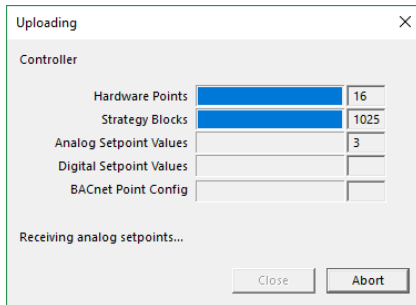 Uploading
Controller
Hardware Points 16
Strategy Blocks 1025
Analog Setpoint Values 3
Digital Setpoint Values
BACnet Point Config
Receiving analog setpoints...
Close Abort